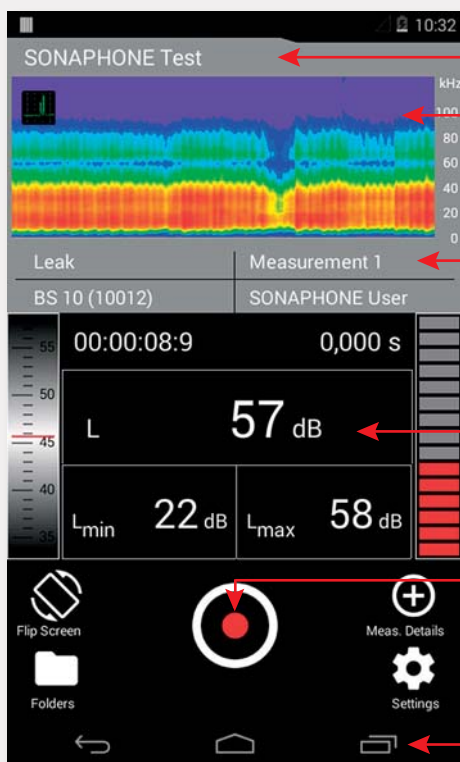 10:32
SONAPHONE Test
kHz
100
80
60
40
20
0
Leak Measurement 1
BS 10 (10012) SONAPHONE User
55
50
45
40
35
00:00:08:9 0,000 s
L 57 dB
Lmin 22 dB Lmax 58 dB
Flip Screen Meas. Details
Folders Settings